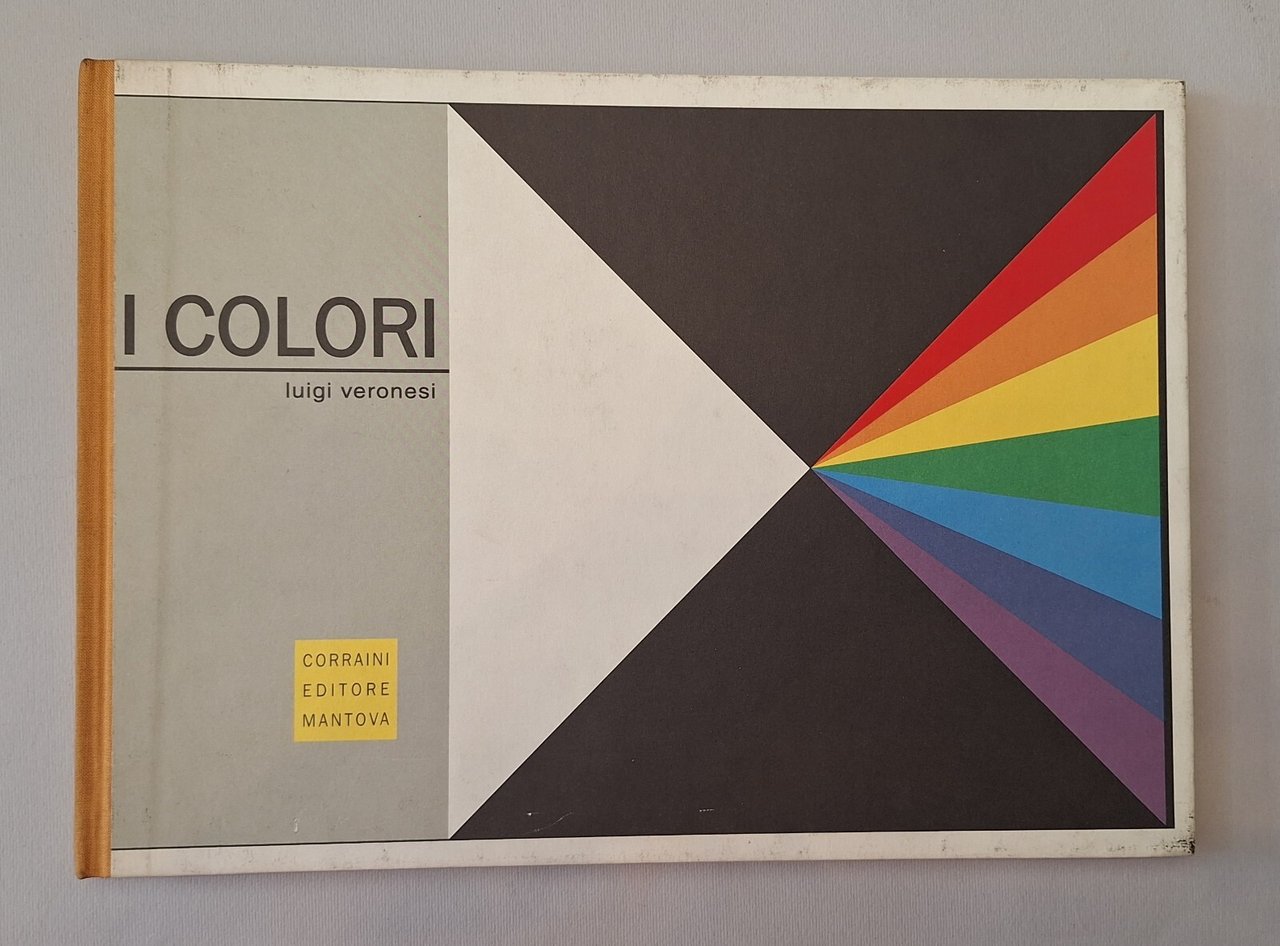 I COLORI
luigi veronesi
CORRAINI
EDITORE
MANTOVA